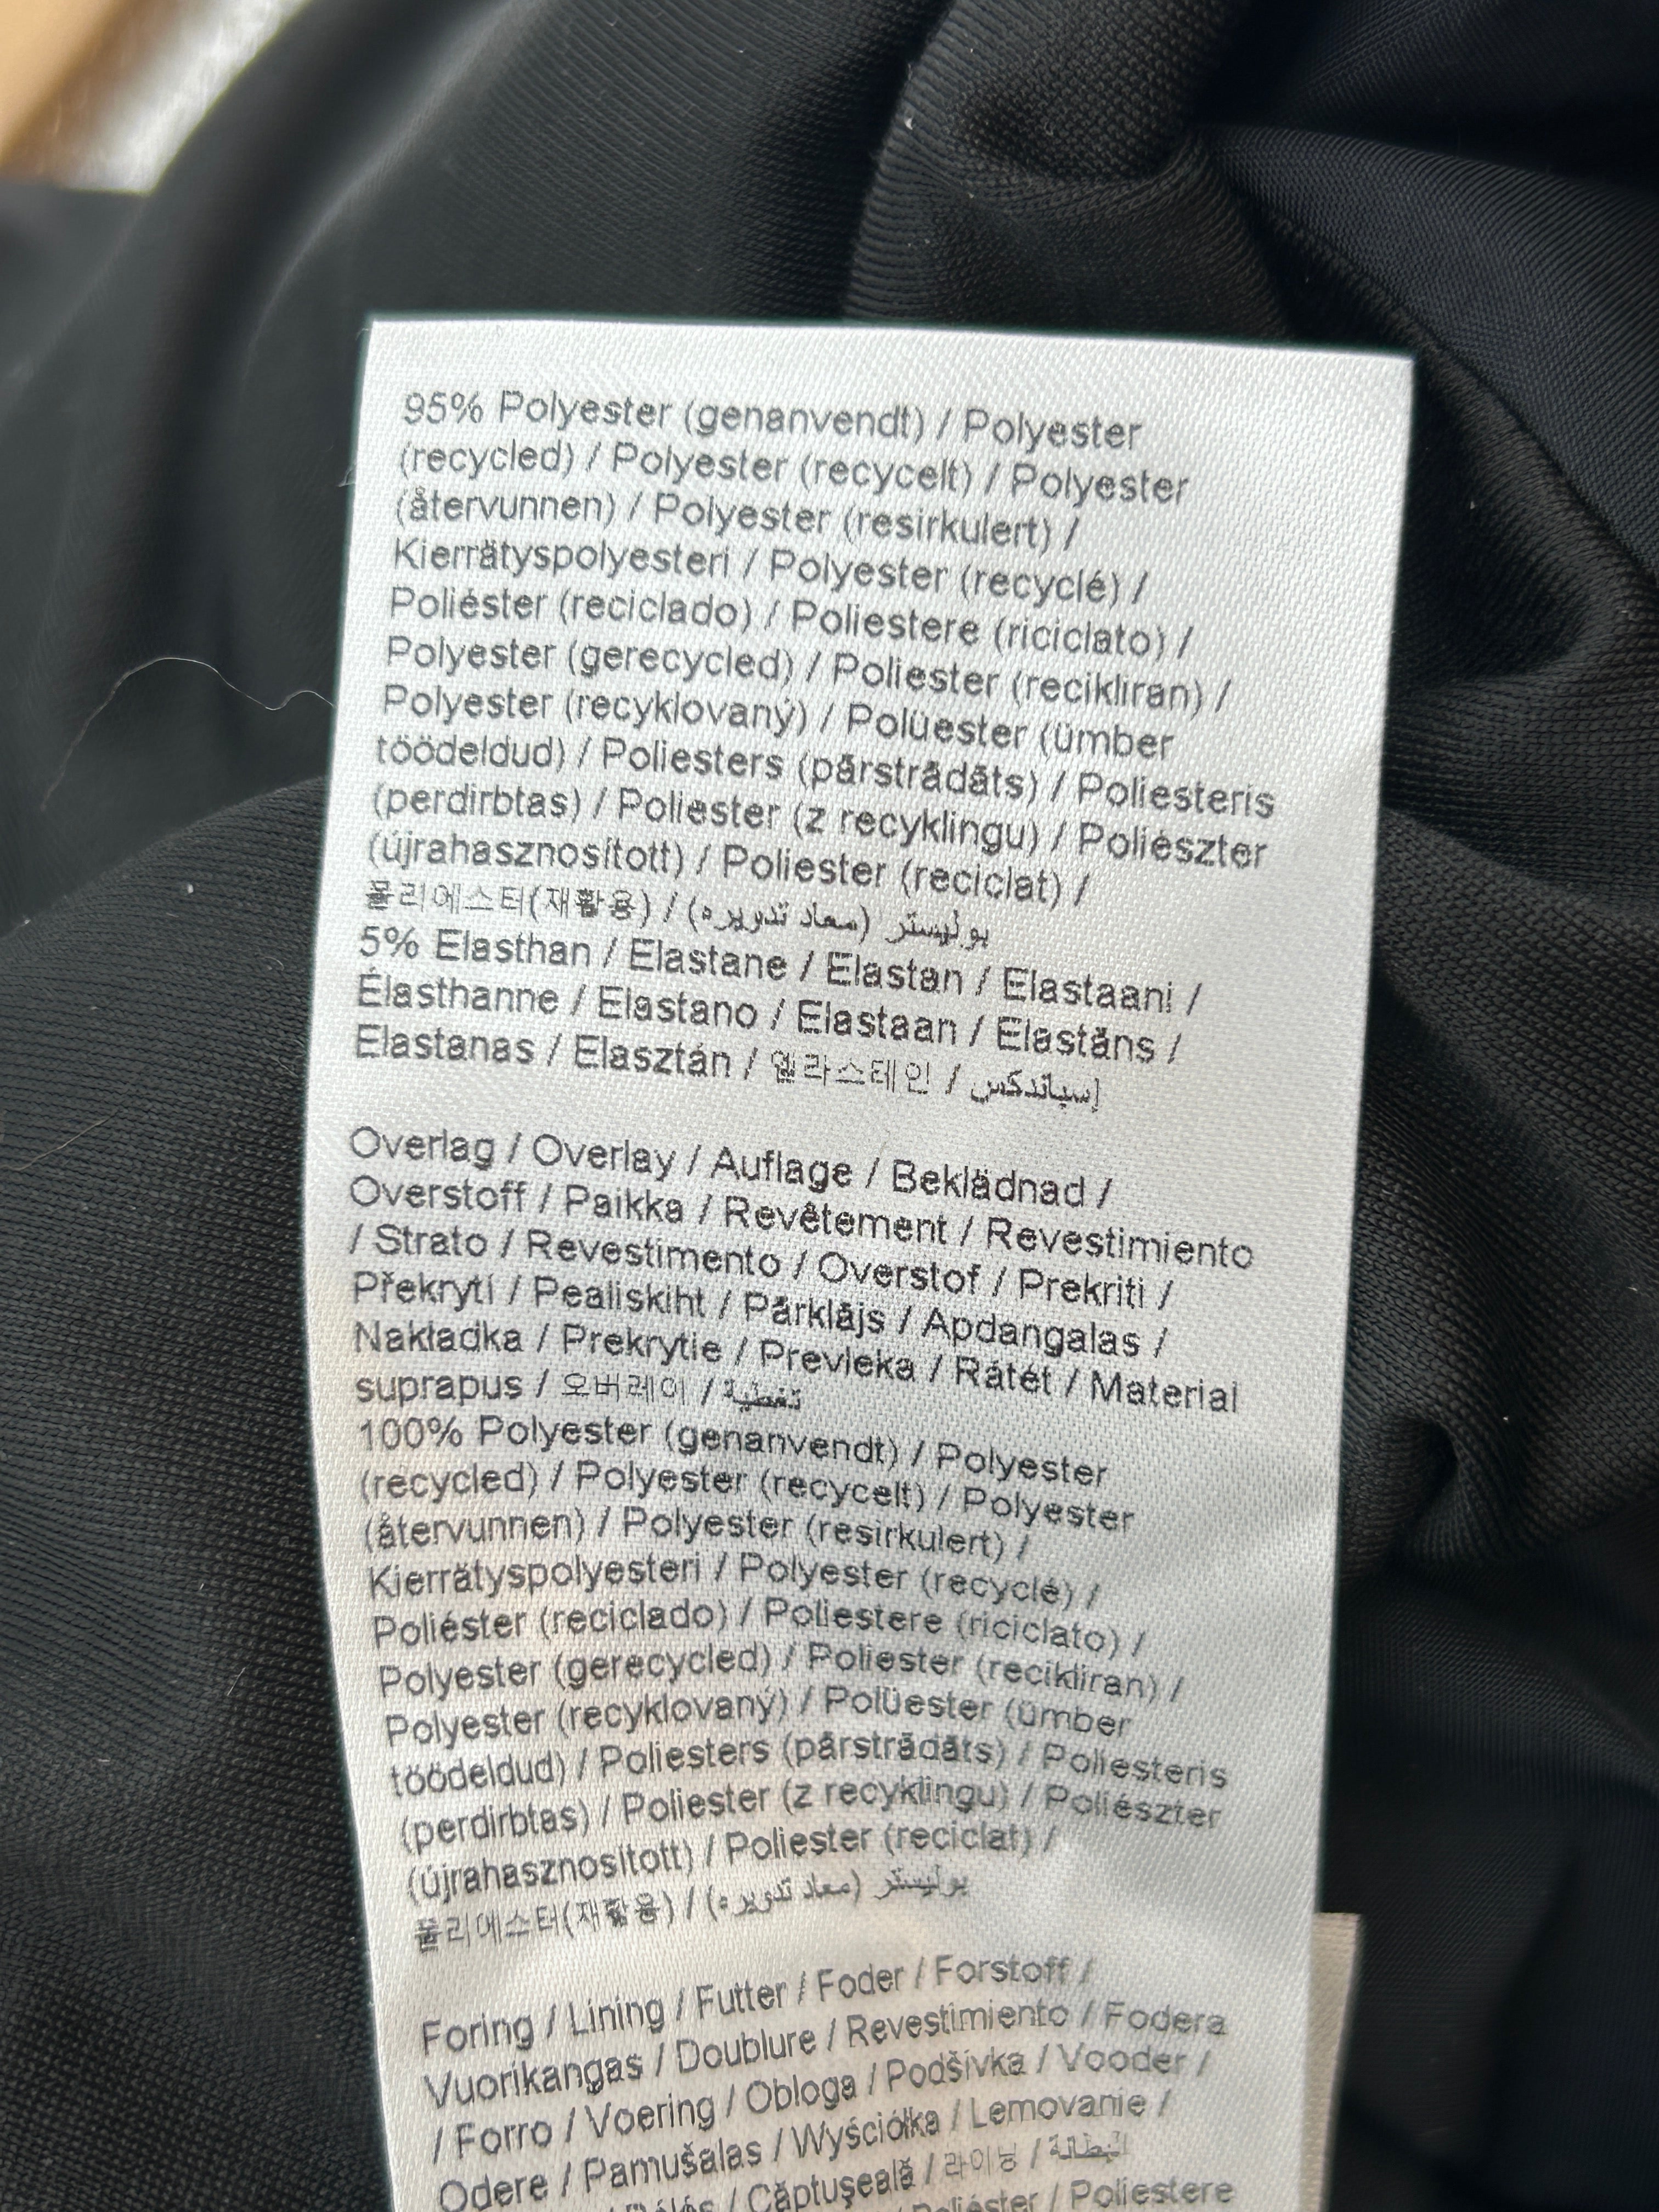 95% Polyester (genanvendt) / Polyester
(recycled) / Polyester (recycelt) / Polyester
(återvunnen) / Polyester (resirkulert) /
Kierrätyspolyesteri / Polyester (recyclé) /
Poliéster (reciclado) / Poliestere (riciclato) /
Polyester (gerecycled) / Poliester (recikliran) /
Polyester (recyklovaný) / Polüester (ümber
töödeldud) / Poliesters (pārstrādāts) / Poliesteris
(perdirbtas) / Poliester (z recyklingu) / Poliészter
(újrahasznosított) / Poliester (reciclat) /
폴리에스터(재활용) / بوليستر (معاد تدويره)
5% Elasthan / Elastane / Elastan / Elastaani /
Élasthanne / Elastano / Elastaan / Elastāns /
Elastanas / Elasztán / 엘라스테인 / إسباندكس
Overlag / Overlay / Auflage / Beklädnad /
Overstoff / Paikka / Revêtement / Revestimiento
/ Strato / Revestimento / Overstof / Prekriti /
Překrytí / Pealiskiht / Pārklājs / Apdangalas /
Nakładka / Prekrytie / Prevleka / Rátét / Material
suprapus / 오버레이 / تغطية
100% Polyester (genanvendt) / Polyester
(recycled) / Polyester (recycelt) / Polyester
(återvunnen) / Polyester (resirkulert) /
Kierrätyspolyesteri / Polyester (recyclé) /
Poliéster (reciclado) / Poliestere (riciclato) /
Polyester (gerecycled) / Poliester (recikliran) /
Polyester (recyklovaný) / Polüester (ümber
töödeldud) / Poliesters (pārstrādāts) / Poliesteris
(perdirbtas) / Poliester (z recyklingu) / Poliészter
(újrahasznosított) / Poliester (reciclat) /
폴리에스터(재활용) / بوليستر (معاد تدويره)
Foring / Lining / Futter / Foder / Forstoff /
Vuorikangas / Doublure / Revestimiento / Fodera
/ Forro / Voering / Obloga / Podšívka / Vooder /
Odere / Pamušalas / Wyściółka / Lemovanie /
/ Căptuşeală / 라이닝 / البطانة
Poliéster / Poliestere